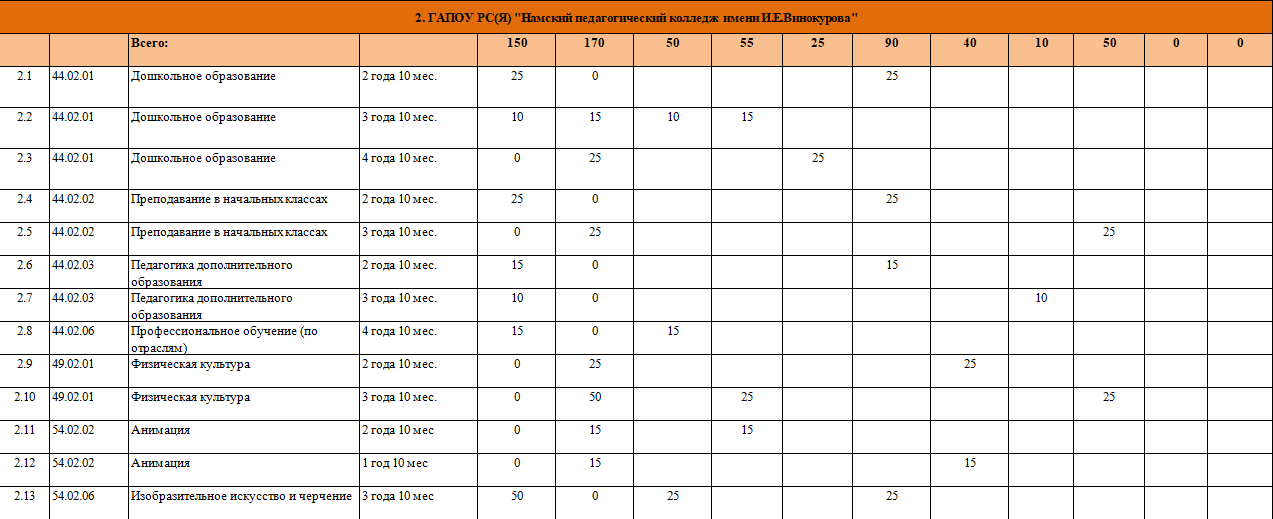 2. ГАПОУ РС(Я) "Намский педагогический колледж имени И.Е.Винокурова"
Всего: 150 170 50 55 25 90 40 10 50 0 0
2.1 44.02.01 Дошкольное образование 2 года 10 мес. 25 0 25
2.2 44.02.01 Дошкольное образование 3 года 10 мес. 10 15 10 15
2.3 44.02.01 Дошкольное образование 4 года 10 мес. 0 25 25
2.4 44.02.02 Преподавание в начальных классах 2 года 10 мес. 25 0 25
2.5 44.02.02 Преподавание в начальных классах 3 года 10 мес. 0 25 25
2.6 44.02.03 Педагогика дополнительного 2 года 10 мес. 15 0 15
образования
2.7 44.02.03 Педагогика дополнительного 3 года 10 мес. 10 0 10
образования
2.8 44.02.06 Профессиональное обучение (по 4 года 10 мес. 15 0 15
отраслям)
2.9 49.02.01 Физическая культура 2 года 10 мес. 0 25 25
2.10 49.02.01 Физическая культура 3 года 10 мес. 0 50 25 25
2.11 54.02.02 Анимация 2 года 10 мес 0 15 15
2.12 54.02.02 Анимация 1 год 10 мес 0 15 15
2.13 54.02.06 Изобразительное искусство и черчение 3 года 10 мес 50 0 25 25